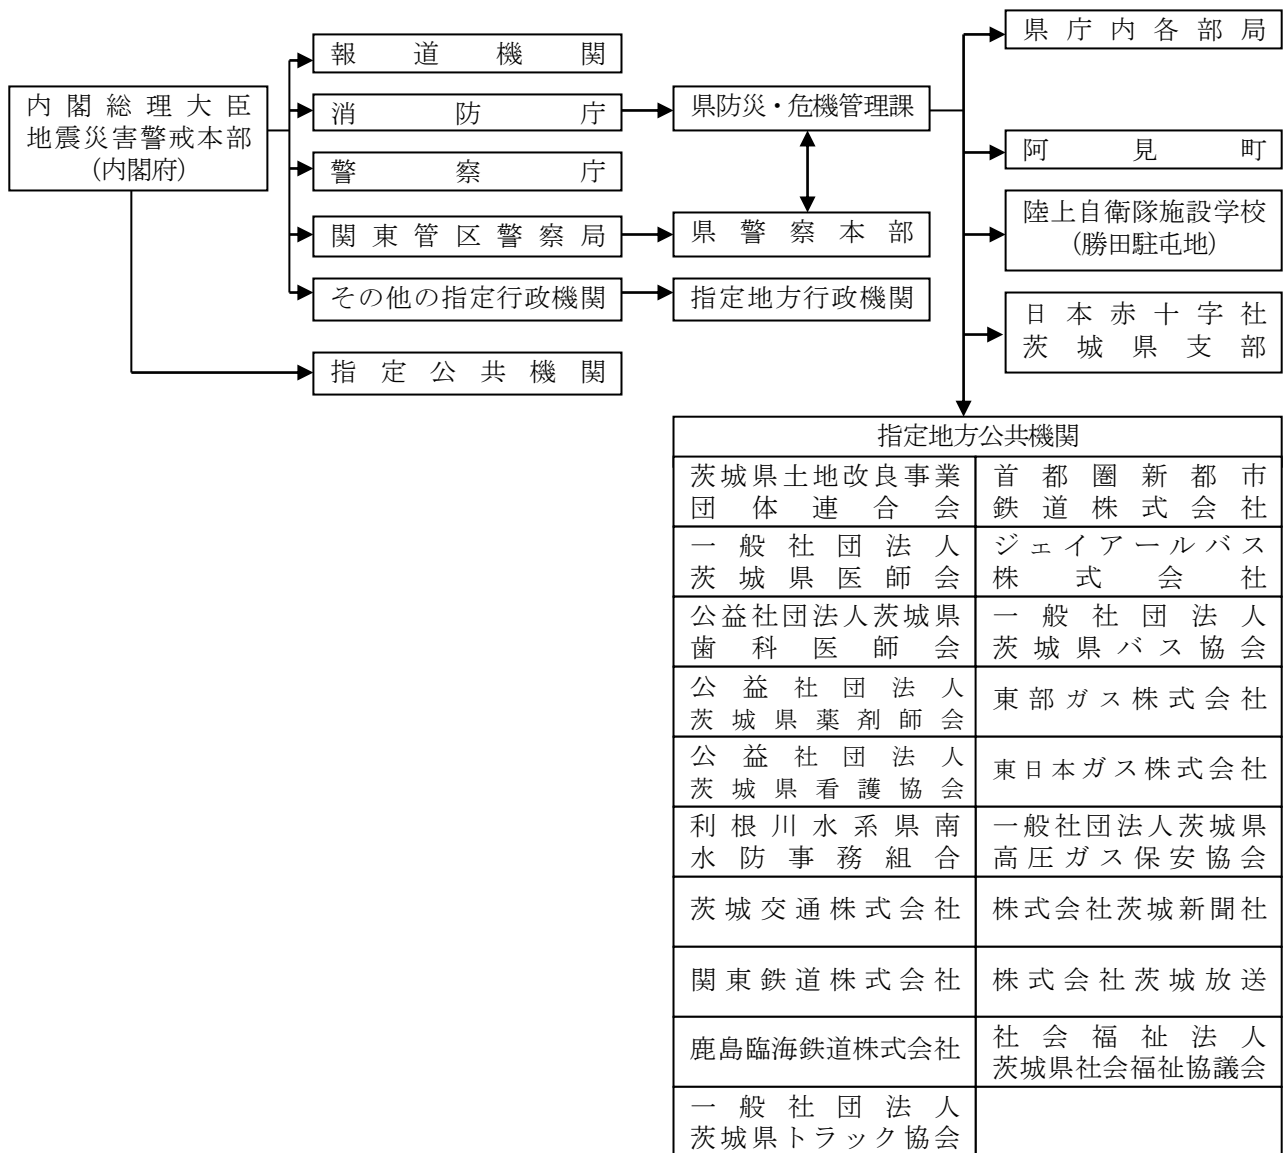 内閣総理大臣
地震災害警戒本部
(内閣府)
報道機関
消防庁
警察庁
関東管区警察局
その他の指定行政機関
指定公共機関
県防災・危機管理課
県警察本部
指定地方行政機関
県庁内各部局
阿見町
陸上自衛隊施設学校
(勝田駐屯地)
日本赤十字社
茨城県支部
指定地方公共機関
茨城県土地改良事業
団体連合会
首都圏新都市
鉄道株式会社
一般社団法人
茨城県医師会
ジェイアールバス
株式会社
公益社団法人茨城県
歯科医師会
一般社団法人
茨城県バス協会
公益社団法人
茨城県薬剤師会
東部ガス株式会社
公益社団法人
茨城県看護協会
東日本ガス株式会社
利根川水系県南
水防事務組合
一般社団法人茨城県
高圧ガス保安協会
茨城交通株式会社
株式会社茨城新聞社
関東鉄道株式会社
株式会社茨城放送
鹿島臨海鉄道株式会社
社会福祉法人
茨城県社会福祉協議会
一般社団法人
茨城県トラック協会